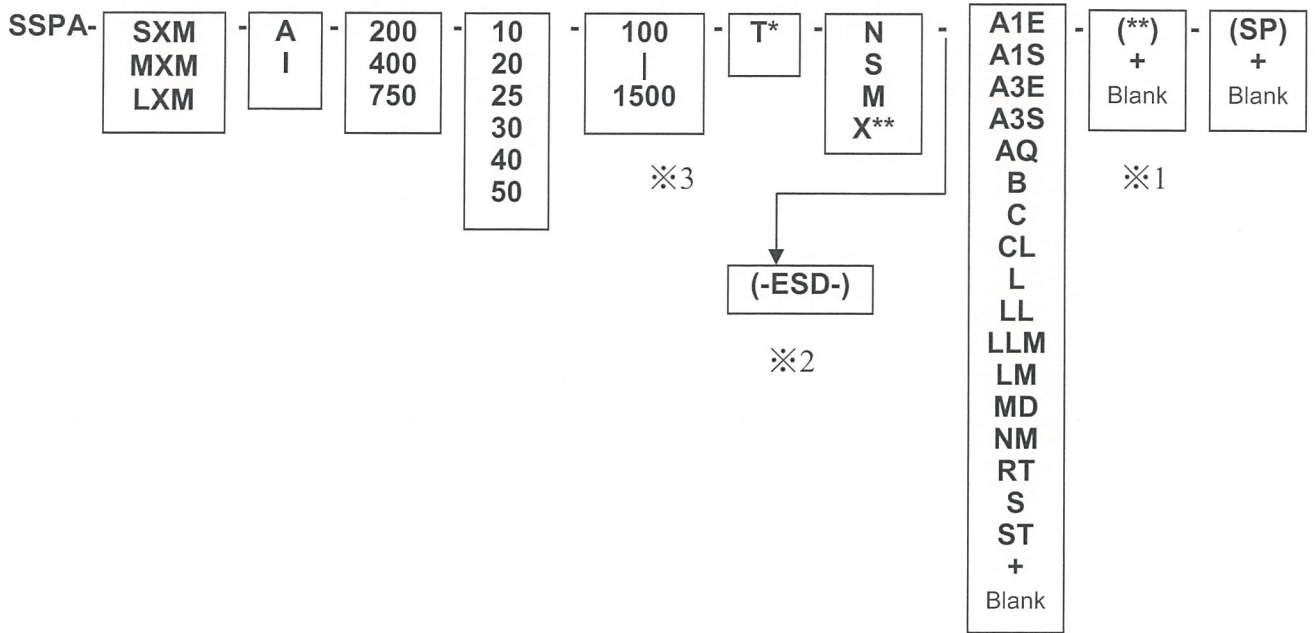 SSPA- SXM - A - 200 - 10 - 100 - T* - N - A1E - (**) - (SP)
MXM I 400 20 | S A1S + +
LXM 750 25 1500 M A3E Blank Blank
30 X** A3S
40 ※3 AQ ※1
50 B
C
CL
(-ESD-) L
LL
※2 LLM
LM
MD
NM
RT
S
ST
+
Blank